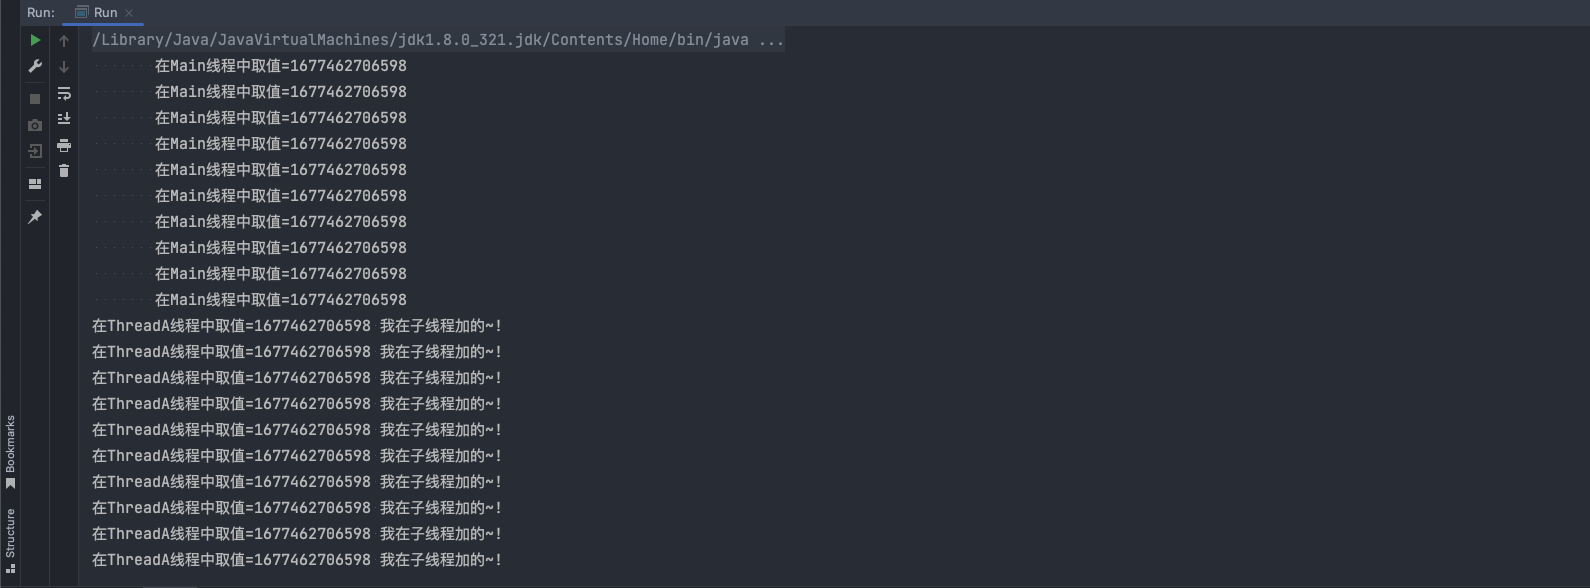 Run: Run
/Library/Java/JavaVirtualMachines/jdk1.8.0_321.jdk/Contents/Home/bin/java ...
在Main线程中取值=1677462706598
在Main线程中取值=1677462706598
在Main线程中取值=1677462706598
在Main线程中取值=1677462706598
在Main线程中取值=1677462706598
在Main线程中取值=1677462706598
在Main线程中取值=1677462706598
在Main线程中取值=1677462706598
在Main线程中取值=1677462706598
在Main线程中取值=1677462706598
在ThreadA线程中取值=1677462706598 我在子线程加的~!
在ThreadA线程中取值=1677462706598 我在子线程加的~!
在ThreadA线程中取值=1677462706598 我在子线程加的~!
在ThreadA线程中取值=1677462706598 我在子线程加的~!
在ThreadA线程中取值=1677462706598 我在子线程加的~!
在ThreadA线程中取值=1677462706598 我在子线程加的~!
在ThreadA线程中取值=1677462706598 我在子线程加的~!
在ThreadA线程中取值=1677462706598 我在子线程加的~!
在ThreadA线程中取值=1677462706598 我在子线程加的~!
在ThreadA线程中取值=1677462706598 我在子线程加的~!
Bookmarks
Structure